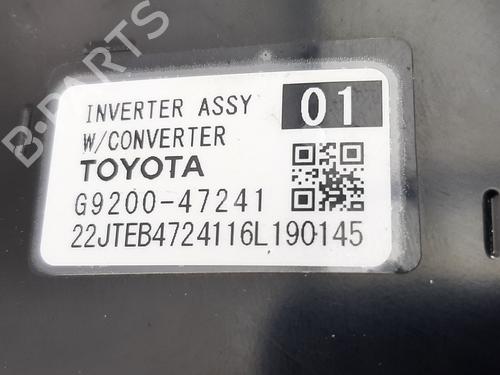 INVERTER ASSY 01
W/CONVERTER
TOYOTA
G9200-47241
22JTEB4724116L190145
B-PARTS